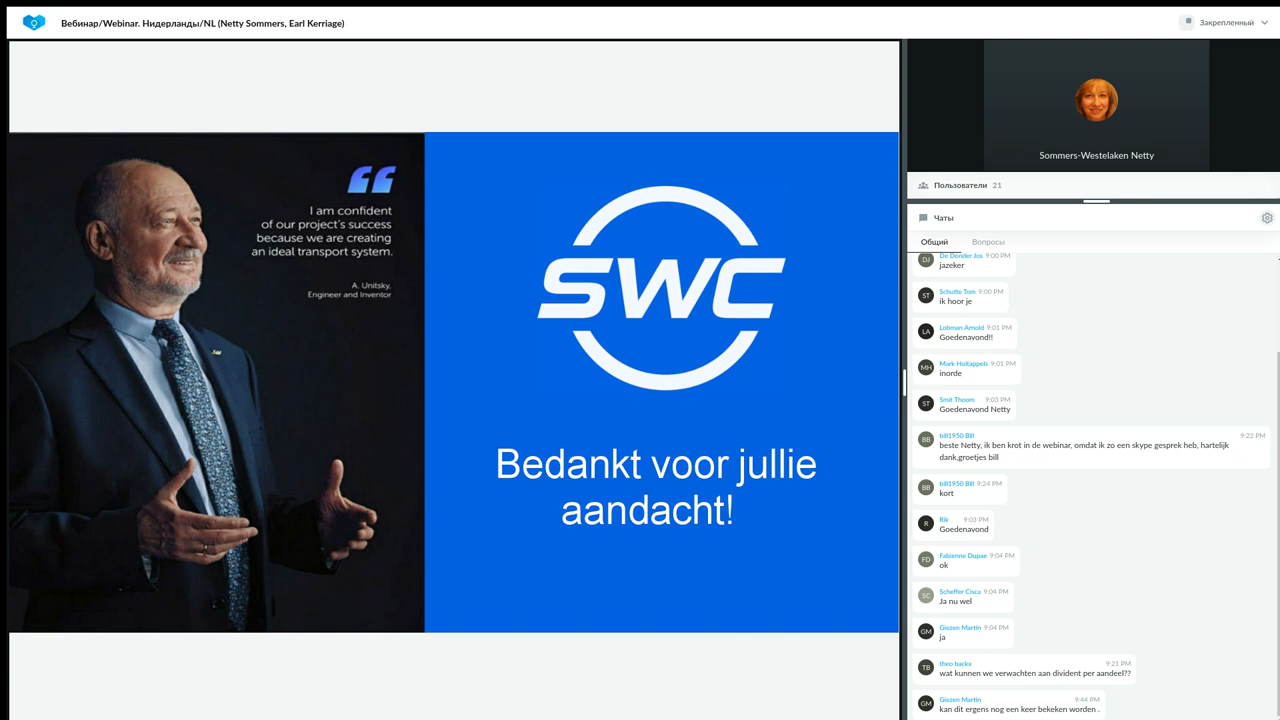 Вебинар/Webinar. Нидерланды/NL (Netty Sommers, Earl Kerriage)
Закрепленный
I am confident
of our project's success
because we are creating
an ideal transport system.
A. Unitsky,
Engineer and Inventor
SWC
Bedankt voor jullie
aandacht!
Sommers-Westelaken Netty
Пользователи 21
Чаты
Общий Вопросы
DJ De Donder Jos 9:00 PM
jazeker
ST Schutte Tom 9:00 PM
ik hoor je
LA Lobman Arnold 9:01 PM
Goedenavond!!
MH Mark Holtappels 9:01 PM
inorde
ST Smit Thoom 9:03 PM
Goedenavond Netty
BB bill1950 Bill 9:22 PM
beste Netty, ik ben krot in de webinar, omdat ik zo een skype gesprek heb, hartelijk
dank,groetjes bill
BB bill1950 Bill 9:24 PM
kort
R Rik 9:03 PM
Goedenavond
FD Fabienne Dupae 9:04 PM
ok
SC Scheffer Cisca 9:04 PM
Ja nu wel
GM Giezen Martin 9:04 PM
ja
TB theo backx 9:21 PM
wat kunnen we verwachten aan divident per aandeel??
GM Giezen Martin 9:44 PM
kan dit ergens nog een keer bekeken worden .